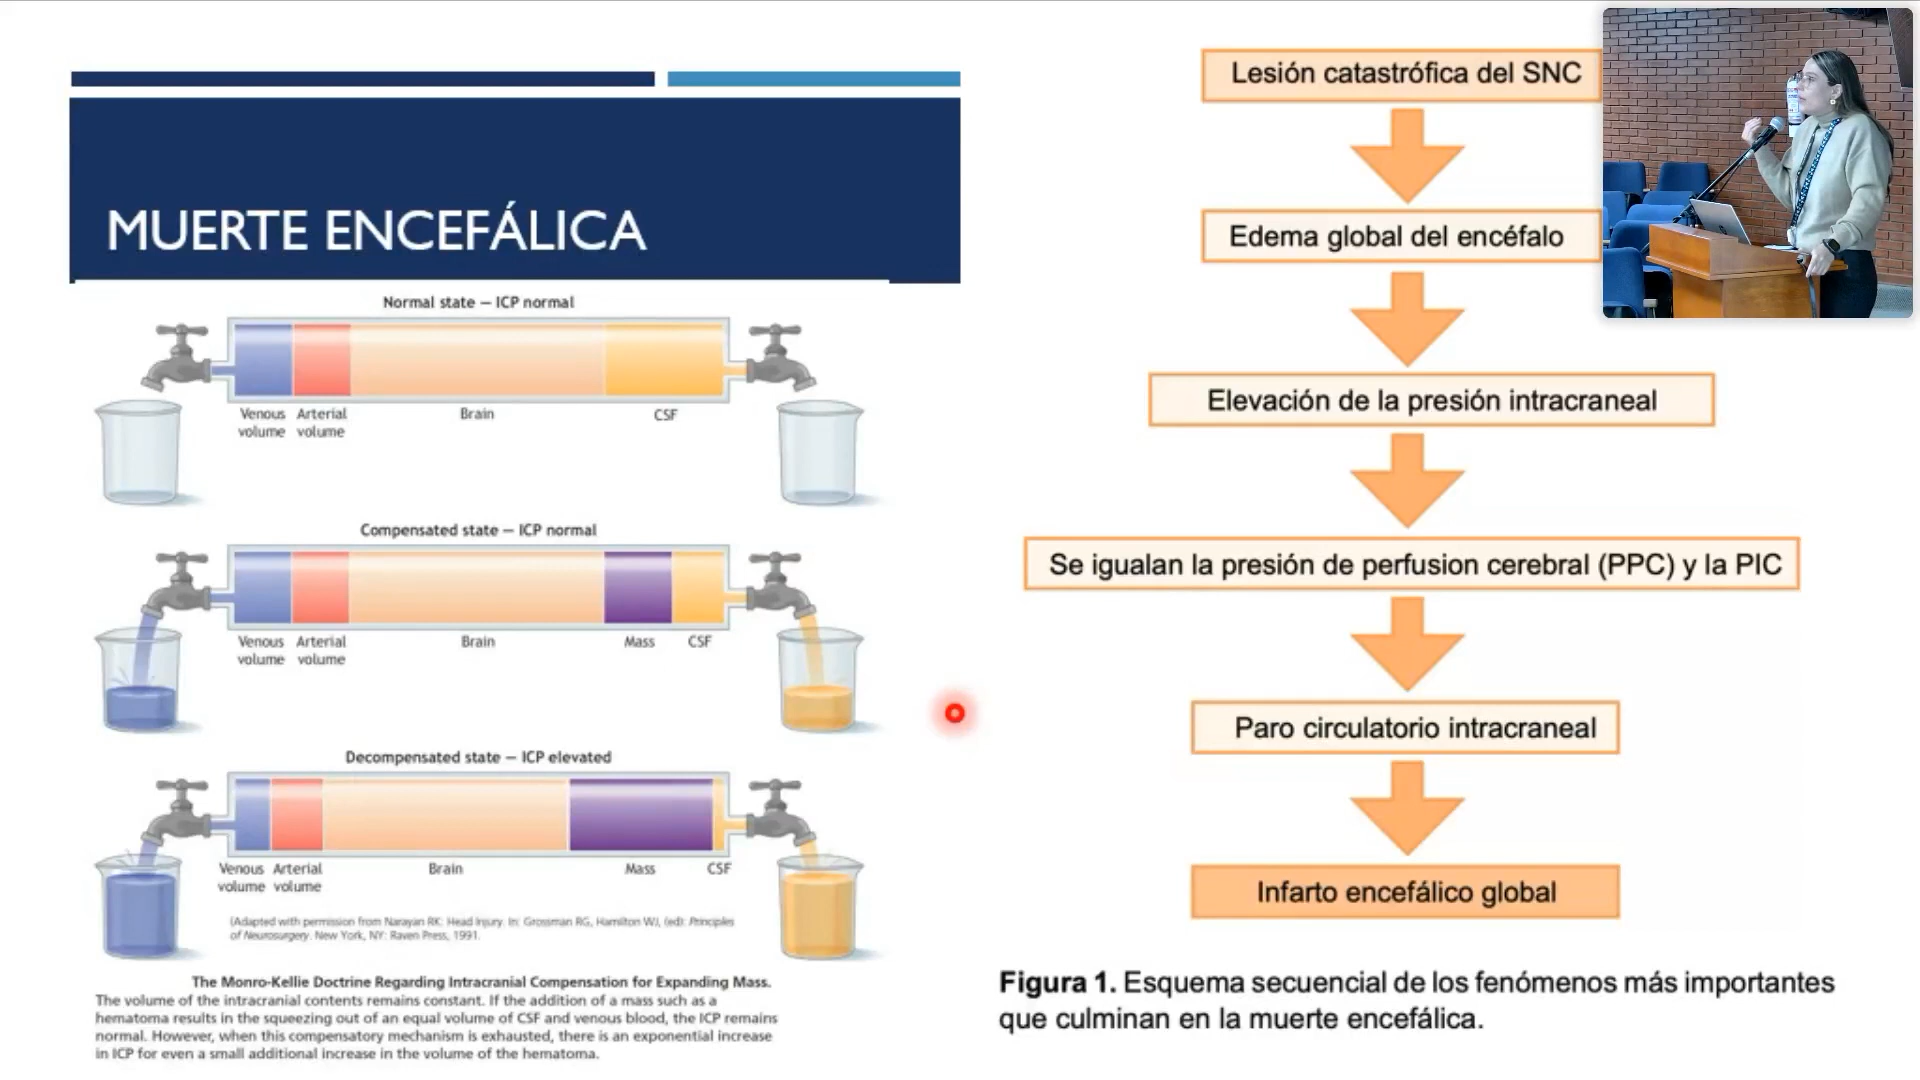 MUERTE ENCEFÁLICA
Normal state – ICP normal
Venous Arterial Brain CSF
volume volume
Compensated state – ICP normal
Venous Arterial Brain Mass CSF
volume volume
Decompensated state – ICP elevated
Venous Arterial Brain Mass CSF
volume volume
(Adapted with permission from Narayan RK: Head Injury. In: Grossman RG, Hamilton WJ, (ed): Principles
of Neurosurgery. New York, NY: Raven Press, 1991.
The Monro-Kellie Doctrine Regarding Intracranial Compensation for Expanding Mass.
The volume of the intracranial contents remains constant. If the addition of a mass such as a
hematoma results in the squeezing out of an equal volume of CSF and venous blood, the ICP remains
normal. However, when this compensatory mechanism is exhausted, there is an exponential increase
in ICP for even a small additional increase in the volume of the hematoma.
Lesión catastrófica del SNC
Edema global del encéfalo
Elevación de la presión intracraneal
Se igualan la presión de perfusion cerebral (PPC) y la PIC
Paro circulatorio intracraneal
Infarto encefálico global
Figura 1. Esquema secuencial de los fenómenos más importantes
que culminan en la muerte encefálica.